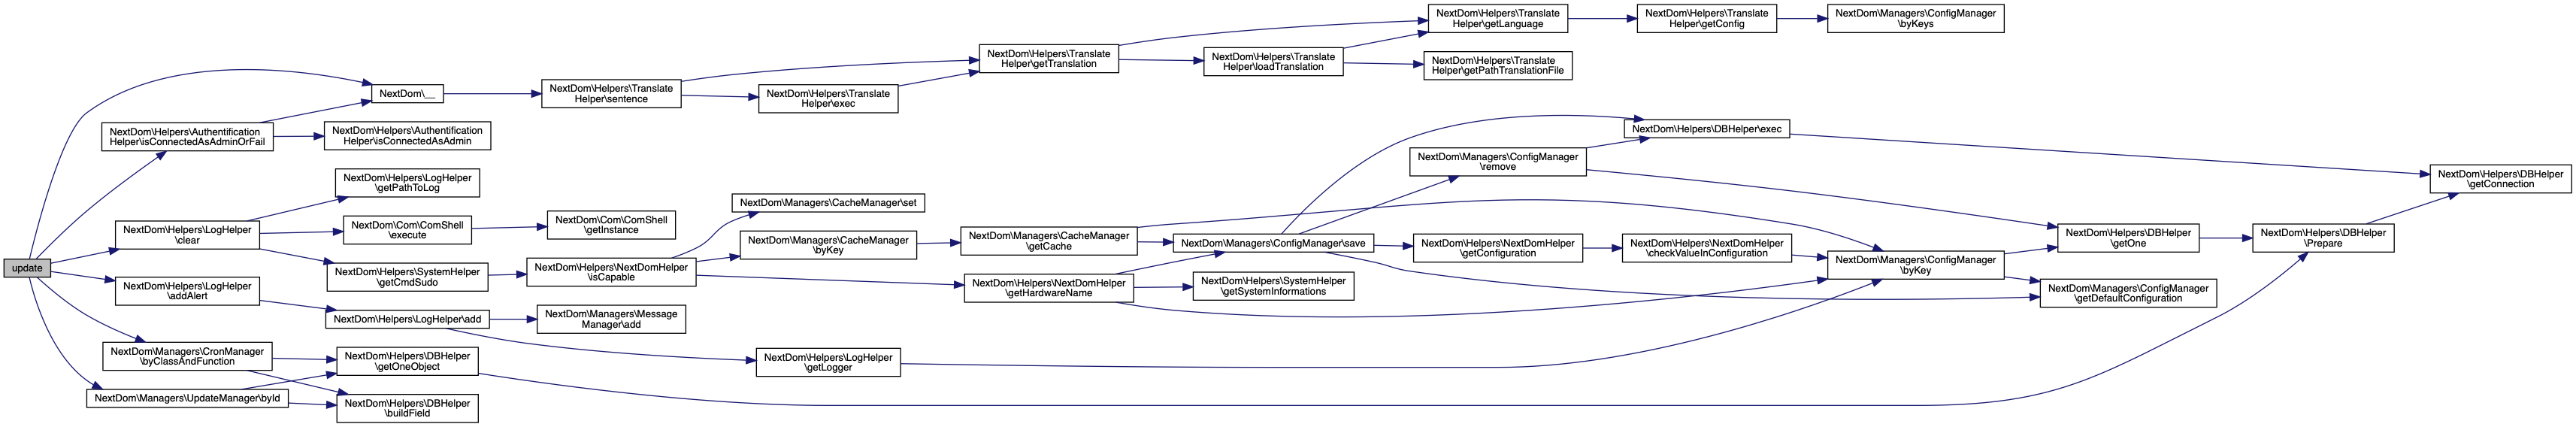 update
NextDom\__
NextDom\Helpers\Authentification
Helper\isConnectedAsAdminOrFail
NextDom\Helpers\Authentification
Helper\isConnectedAsAdmin
NextDom\Helpers\LogHelper
\clear
NextDom\Helpers\LogHelper
\getPathToLog
NextDom\Com\ComShell
\execute
NextDom\Com\ComShell
\getInstance
NextDom\Helpers\SystemHelper
\getCmdSudo
NextDom\Helpers\LogHelper
\addAlert
NextDom\Helpers\LogHelper\add
NextDom\Managers\Message
Manager\add
NextDom\Managers\CronManager
\byClassAndFunction
NextDom\Helpers\DBHelper
\getOneObject
NextDom\Managers\UpdateManager\byId
NextDom\Helpers\DBHelper
\buildField
NextDom\Helpers\Translate
Helper\sentence
NextDom\Helpers\Translate
Helper\exec
NextDom\Helpers\Translate
Helper\getTranslation
NextDom\Helpers\Translate
Helper\loadTranslation
NextDom\Helpers\Translate
Helper\getLanguage
NextDom\Helpers\Translate
Helper\getPathTranslationFile
NextDom\Helpers\Translate
Helper\getConfig
NextDom\Managers\ConfigManager
\byKeys
NextDom\Helpers\NextDomHelper
\isCapable
NextDom\Managers\CacheManager\set
NextDom\Managers\CacheManager
\byKey
NextDom\Managers\CacheManager
\getCache
NextDom\Helpers\NextDomHelper
\getHardwareName
NextDom\Helpers\LogHelper
\getLogger
NextDom\Managers\ConfigManager\save
NextDom\Helpers\SystemHelper
\getSystemInformations
NextDom\Managers\ConfigManager
\remove
NextDom\Helpers\NextDomHelper
\getConfiguration
NextDom\Helpers\DBHelper\exec
NextDom\Helpers\NextDomHelper
\checkValueInConfiguration
NextDom\Managers\ConfigManager
\byKey
NextDom\Helpers\DBHelper
\getOne
NextDom\Managers\ConfigManager
\getDefaultConfiguration
NextDom\Helpers\DBHelper
\Prepare
NextDom\Helpers\DBHelper
\getConnection